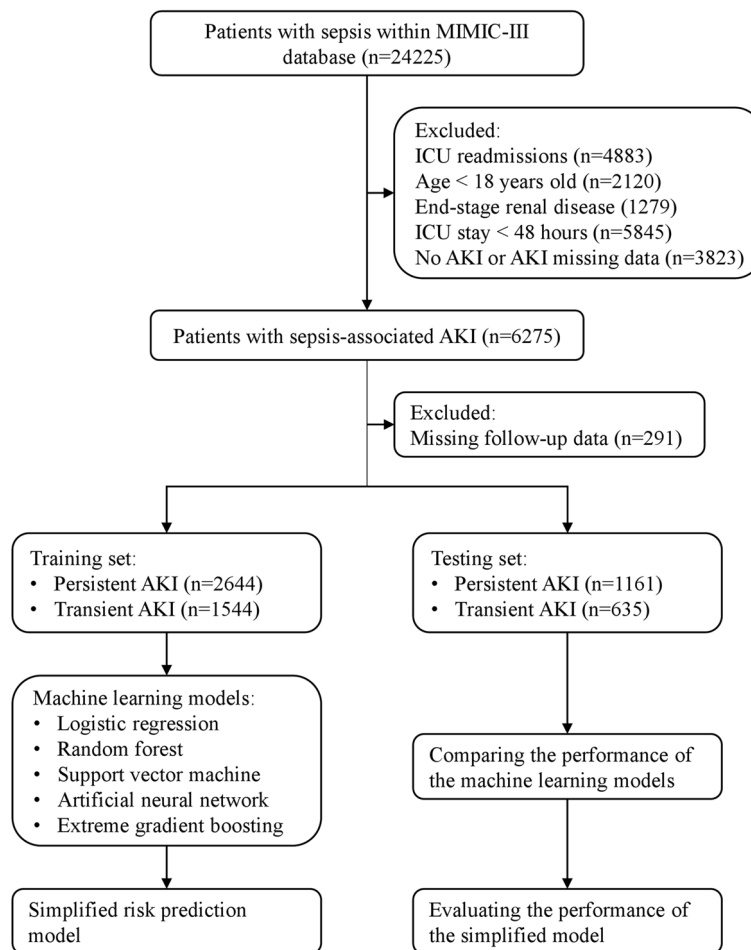 Patients with sepsis within MIMIC-III
database (n=24225)
Excluded:
ICU readmissions (n=4883)
Age < 18 years old (n=2120)
End-stage renal disease (1279)
ICU stay < 48 hours (n=5845)
No AKI or AKI missing data (n=3823)
Patients with sepsis-associated AKI (n=6275)
Excluded:
Missing follow-up data (n=291)
Training set:
• Persistent AKI (n=2644)
• Transient AKI (n=1544)
Testing set:
• Persistent AKI (n=1161)
• Transient AKI (n=635)
Machine learning models:
• Logistic regression
• Random forest
• Support vector machine
• Artificial neural network
• Extreme gradient boosting
Comparing the performance of
the machine learning models
Simplified risk prediction
model
Evaluating the performance of
the simplified model